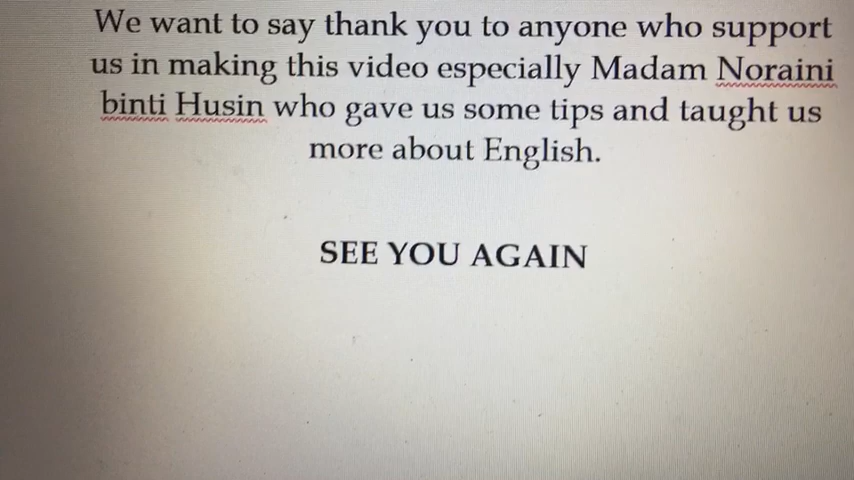 We want to say thank you to anyone who support
us in making this video especially Madam Noraini
binti Husin who gave us some tips and taught us
more about English.
SEE YOU AGAIN